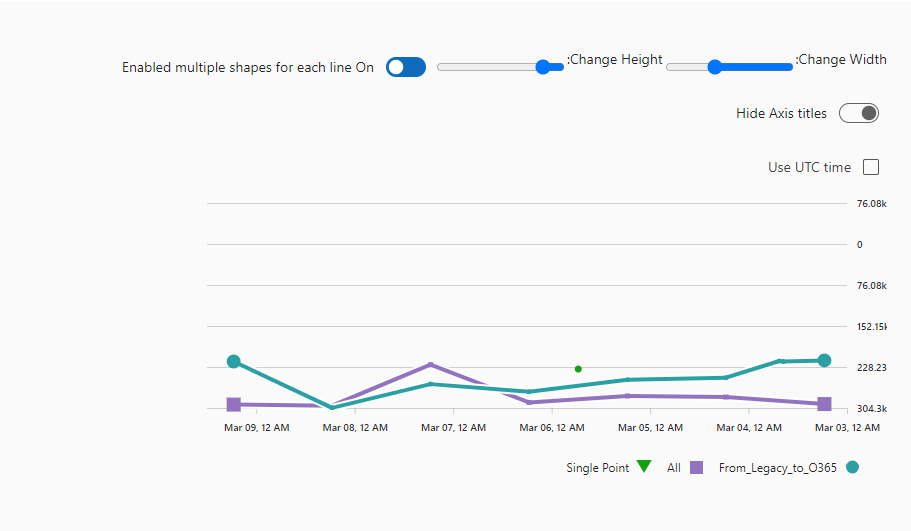 Enabled multiple shapes for each line On
:Change Height
:Change Width
Hide Axis titles
Use UTC time
76.08k
0
76.08k
152.15k
228.23
304.3k
Mar 09, 12 AM
Mar 08, 12 AM
Mar 07, 12 AM
Mar 06, 12 AM
Mar 05, 12 AM
Mar 04, 12 AM
Mar 03, 12 AM
Single Point
All
From_Legacy_to_O365